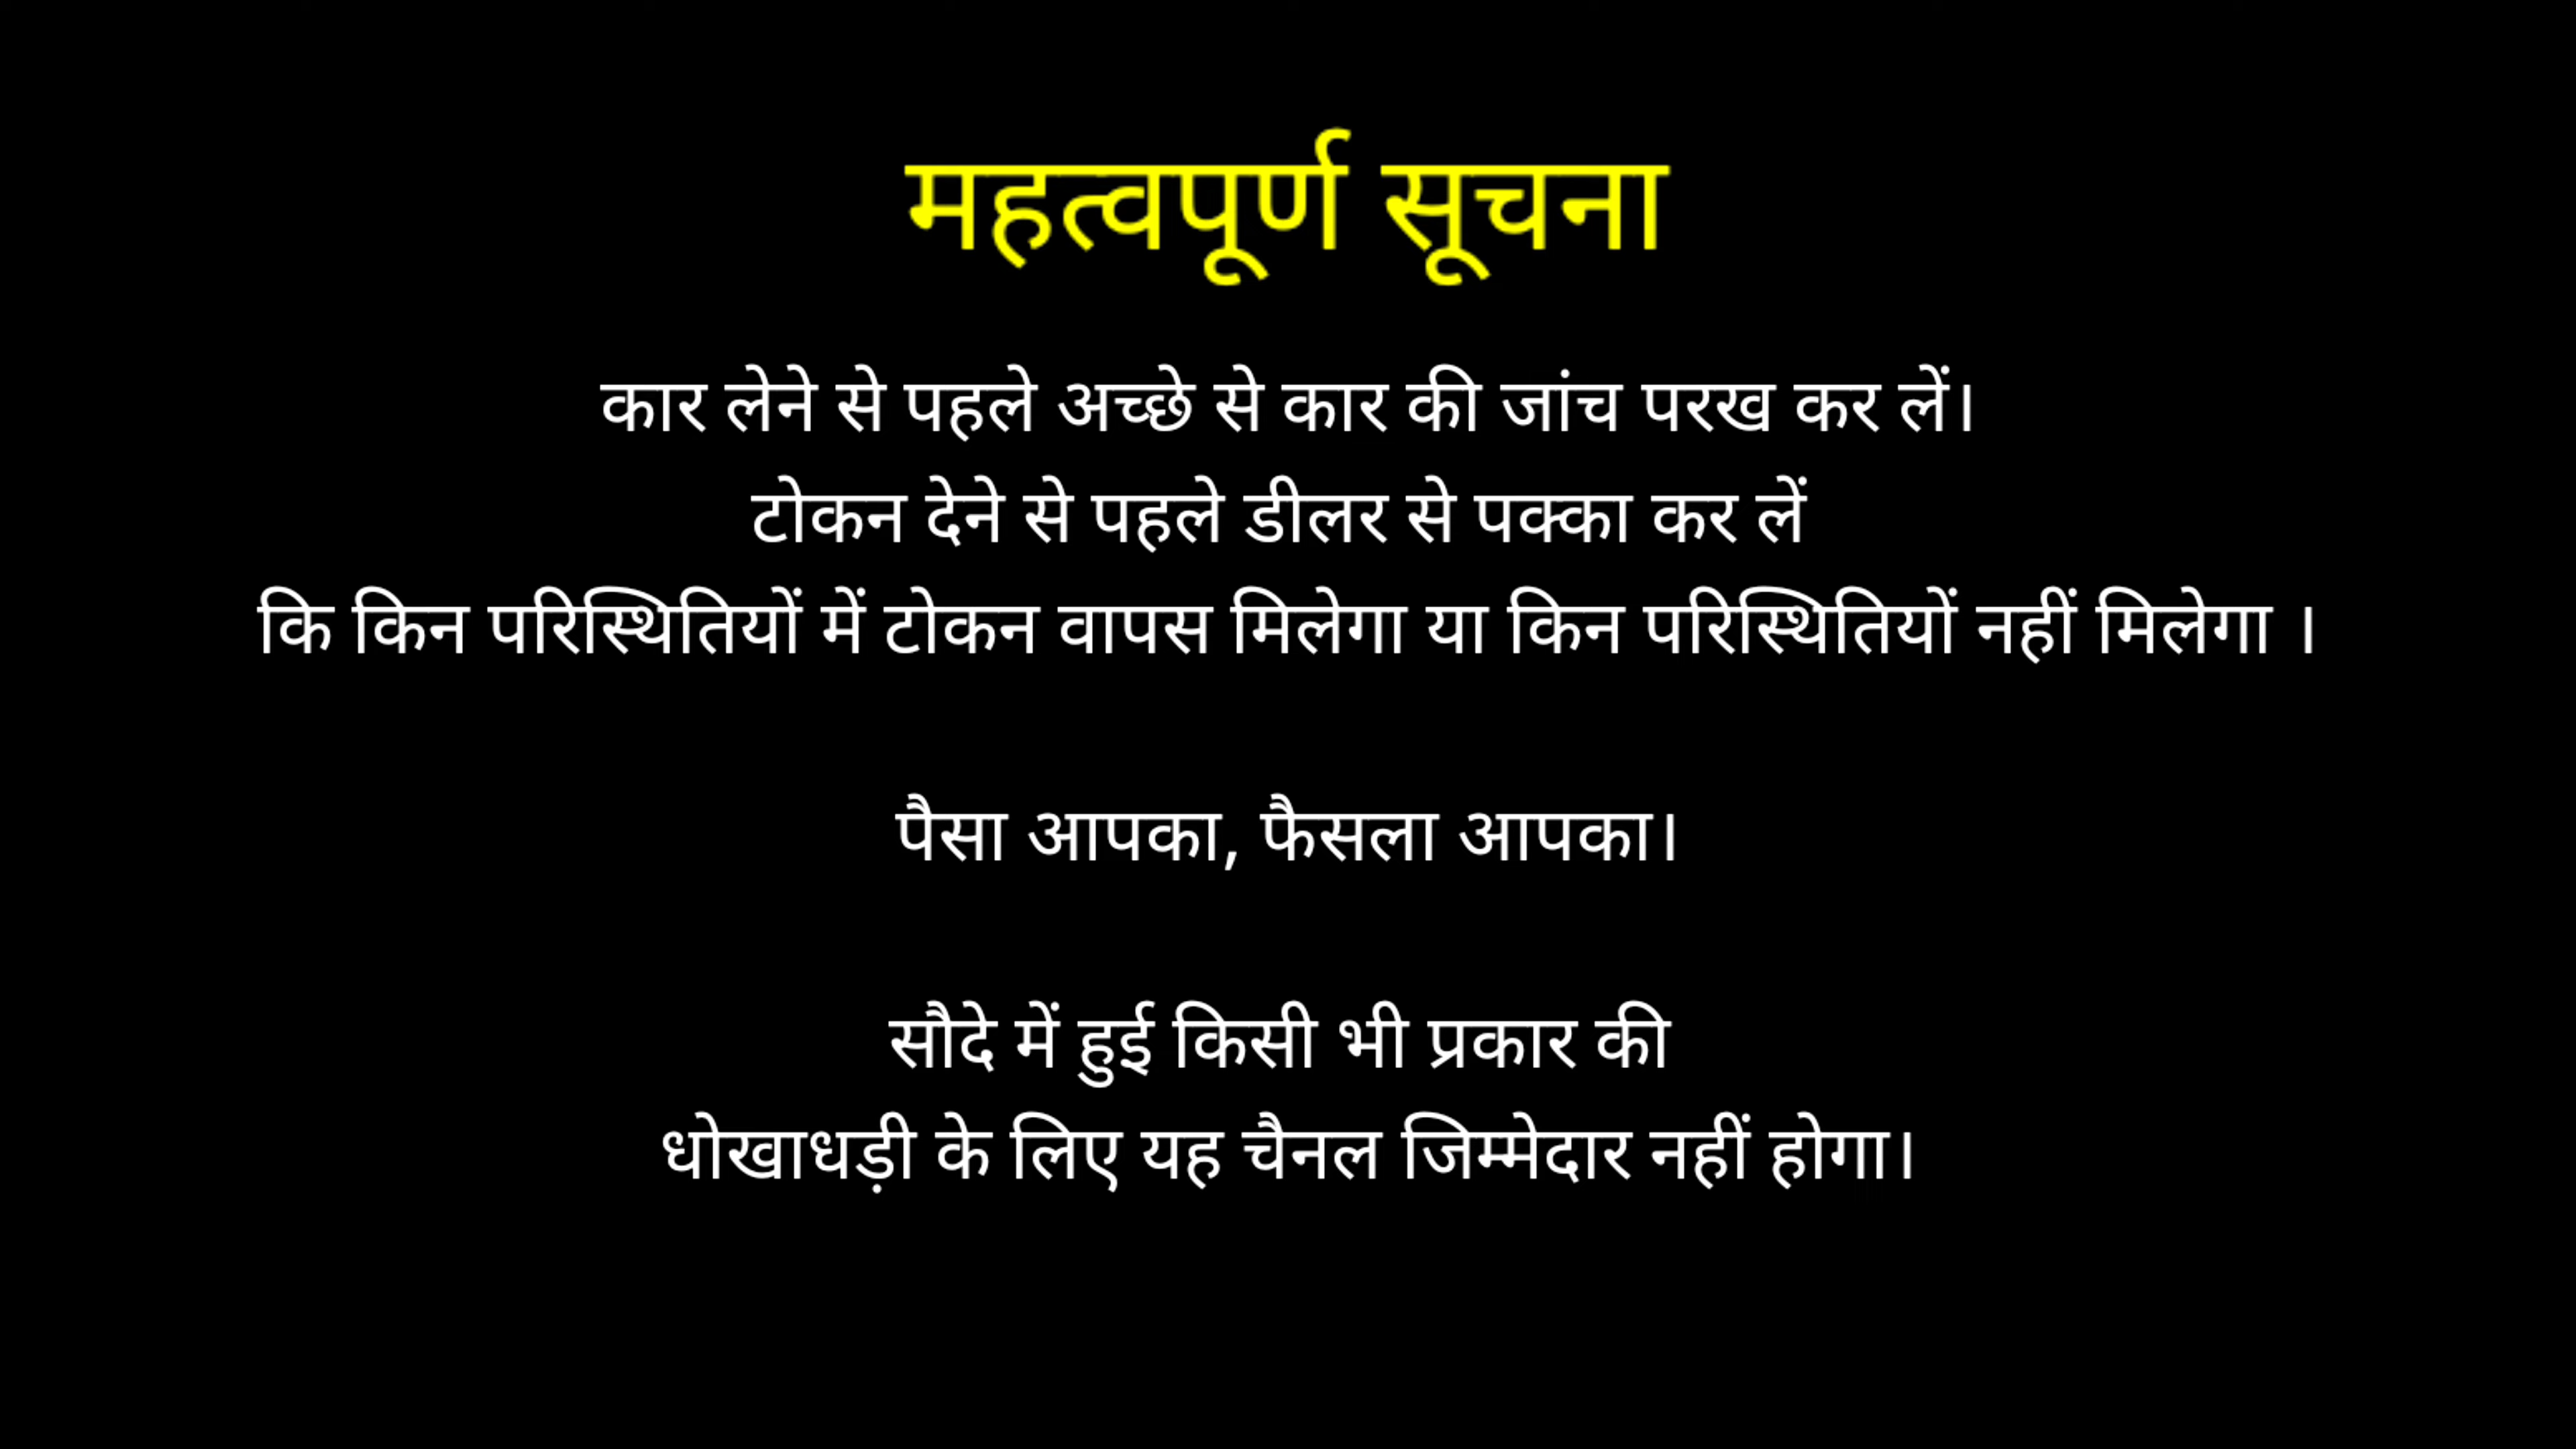 महत्वपूर्ण सूचना
कार लेने से पहले अच्छे से कार की जांच परख कर लें।
टोकन देने से पहले डीलर से पक्का कर लें
कि किन परिस्थितियों में टोकन वापस मिलेगा या किन परिस्थितियों नहीं मिलेगा ।
पैसा आपका, फैसला आपका।
सौदे में हुई किसी भी प्रकार की
धोखाधड़ी के लिए यह चैनल जिम्मेदार नहीं होगा।